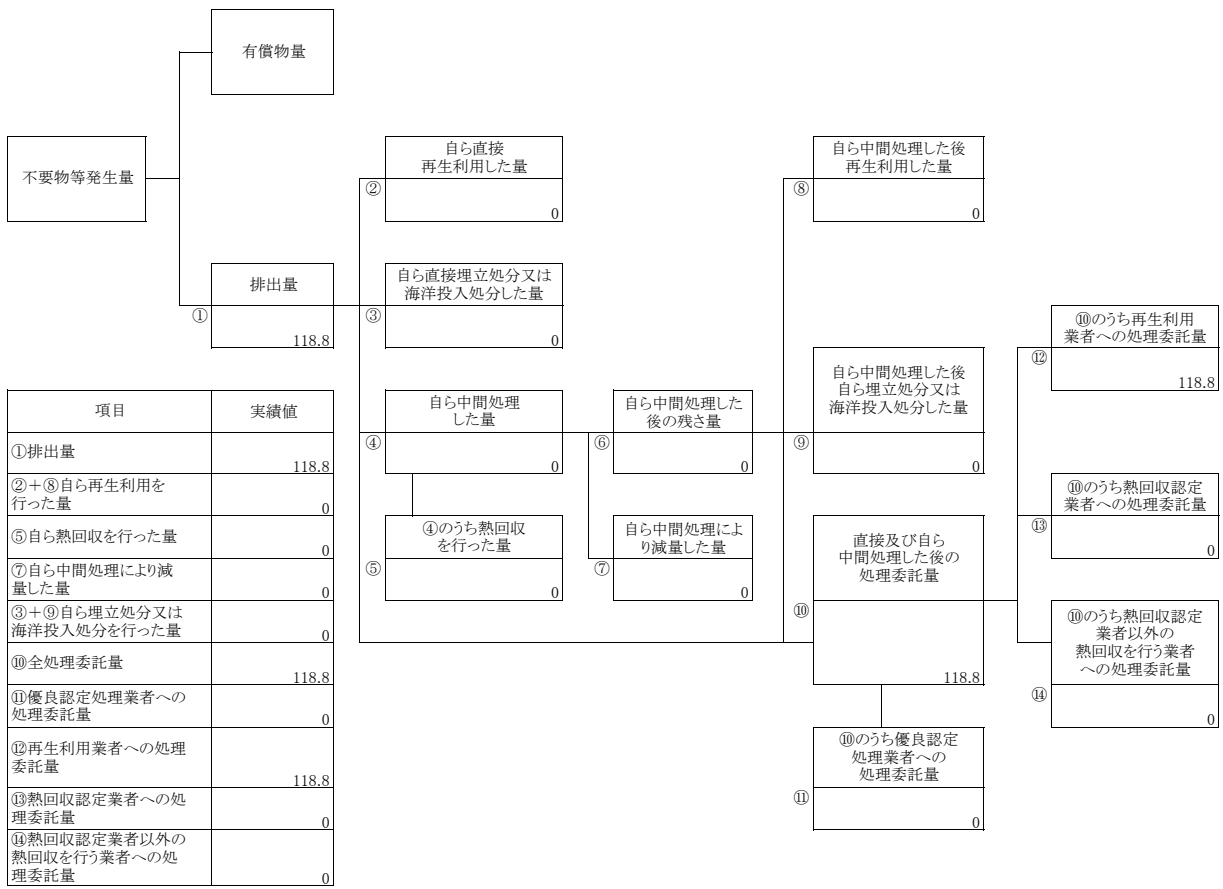 有償物量
不要物等発生量
排出量
①
118.8
自ら直接
再生利用した量
②
0
自ら直接埋立処分又は
海洋投入処分した量
③
0
自ら中間処理
した量
④
0
④のうち熱回収
を行った量
⑤
0
自ら中間処理した
後の残さ量
⑥
0
自ら中間処理によ
り減量した量
⑦
0
自ら中間処理した後
再生利用した量
⑧
0
自ら中間処理した後
自ら埋立処分又は
海洋投入処分した量
⑨
0
直接及び自ら
中間処理した後の
処理委託量
⑩
118.8
⑩のうち優良認定
処理業者への
処理委託量
⑪
0
⑩のうち再生利用
業者への処理委託量
⑫
118.8
⑩のうち熱回収認定
業者への処理委託量
⑬
0
⑩のうち熱回収認定
業者以外の
熱回収を行う業者
への処理委託量
⑭
0
項目 実績値
①排出量
118.8
②＋⑧自ら再生利用を
行った量
0
⑤自ら熱回収を行った量
0
⑦自ら中間処理により減
量した量
0
③＋⑨自ら埋立処分又は
海洋投入処分を行った量
0
⑩全処理委託量
118.8
⑪優良認定処理業者への
処理委託量
0
⑫再生利用業者への処理
委託量
118.8
⑬熱回収認定業者への処
理委託量
0
⑭熱回収認定業者以外の
熱回収を行う業者への処
理委託量
0